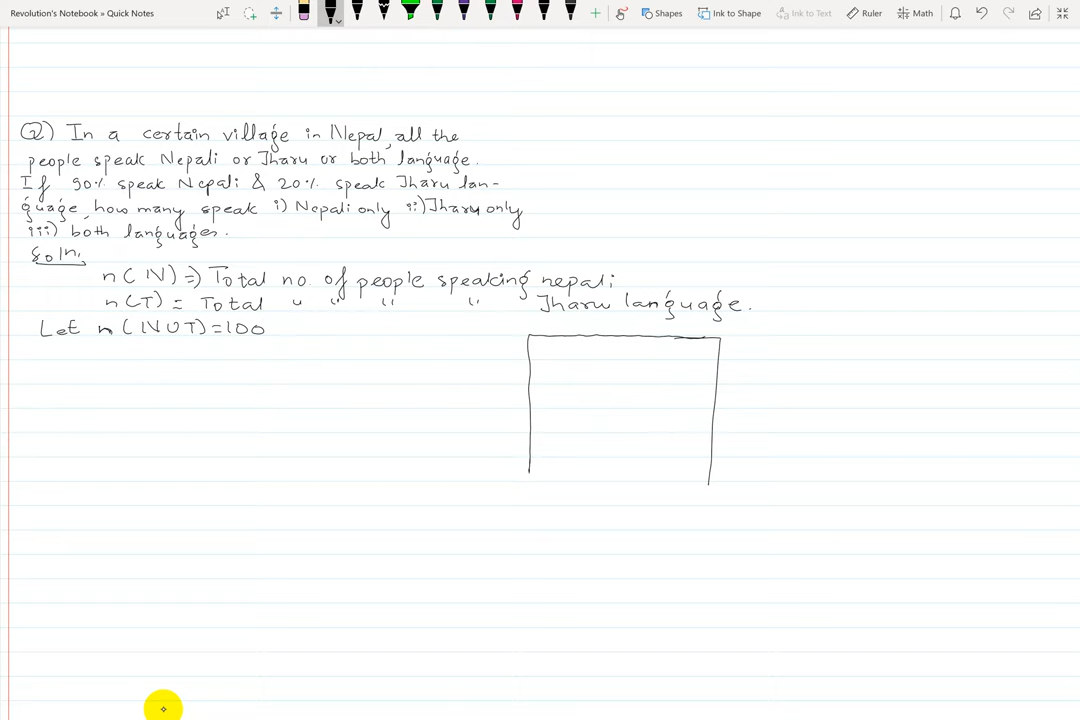 Revolution's Notebook » Quick Notes
Shapes
Ink to Shape
Ink to Text
Ruler
Math
Q) In a certain village in Nepal, all the
people speak Nepali or Tharu or both language.
If 90% speak Nepali & 20% speak Tharu lan-
guage, how many speak i) Nepali only ii) Tharu only
iii) both languages.
Soln,
n(N) => Total no. of people speaking nepali
n(T) = Total " " " " Tharu language.
Let n(NUT)=100